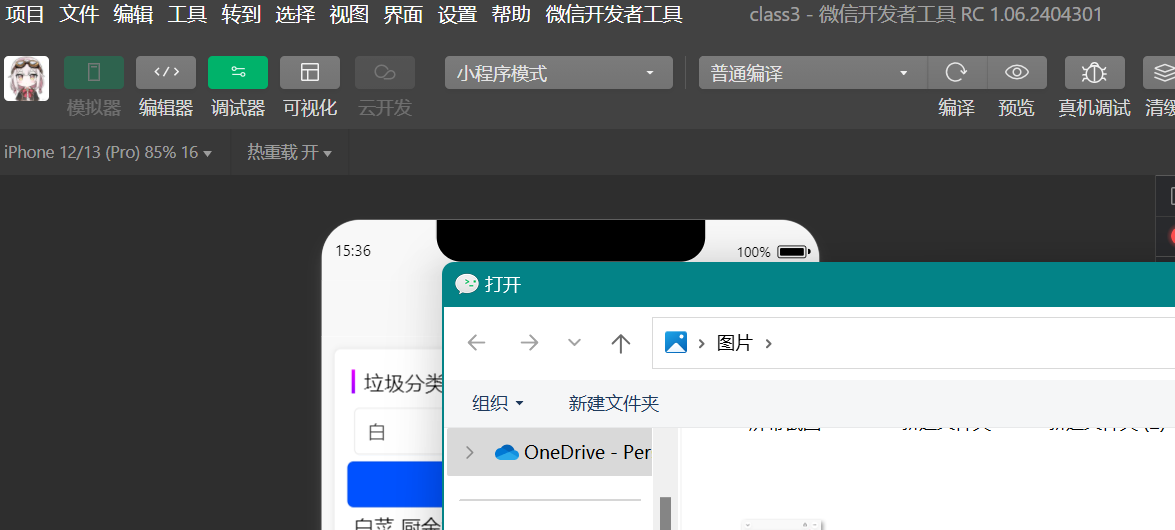 项目 文件 编辑 工具 转到 选择 视图 界面 设置 帮助 微信开发者工具 class3 - 微信开发者工具 RC 1.06.2404301
小程序模式 普通编译
模拟器 编辑器 调试器 可视化 云开发 编译 预览 真机调试 清缓
iPhone 12/13 (Pro) 85% 16 热重载 开
15:36 100%
打开
图片
垃圾分类
组织 新建文件夹
白
OneDrive - Per